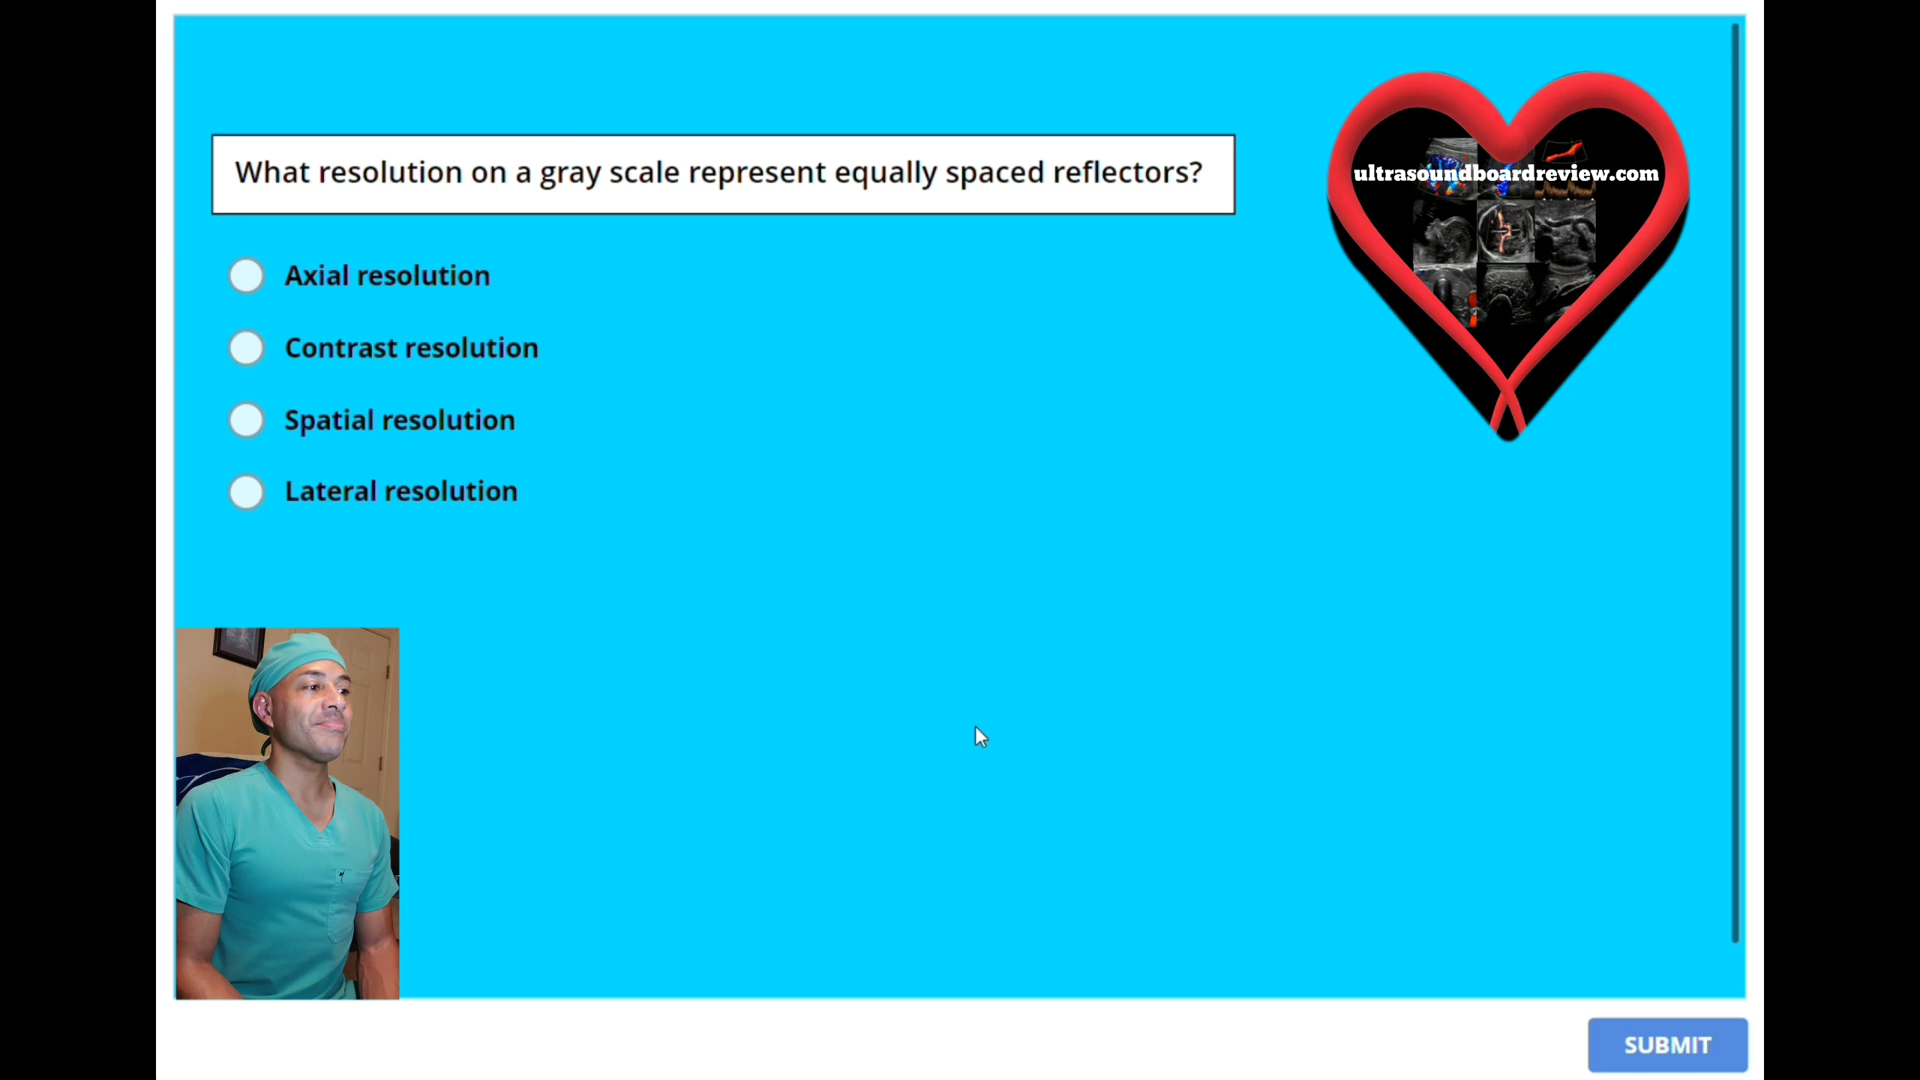 What resolution on a gray scale represent equally spaced reflectors?
ultrasoundboardreview.com
Axial resolution
Contrast resolution
Spatial resolution
Lateral resolution
SUBMIT